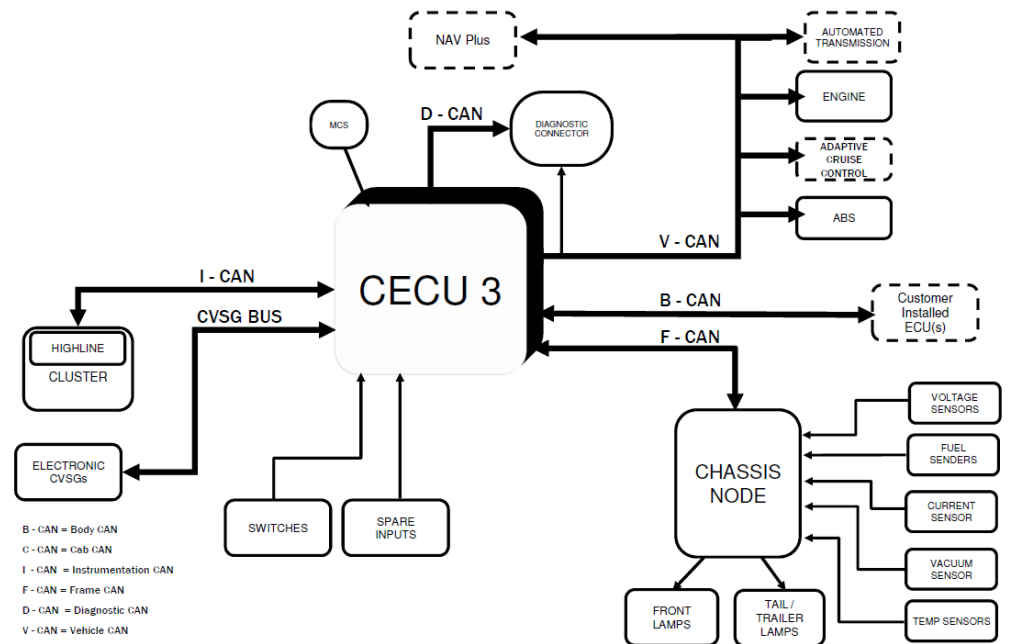 NAV Plus
AUTOMATED
TRANSMISSION
ENGINE
D - CAN
MCS
DIAGNOSTIC
CONNECTOR
ADAPTIVE
CRUISE
CONTROL
ABS
V - CAN
I - CAN
CECU 3
B - CAN
Customer
Installed
ECU(s)
CVSG BUS
F - CAN
HIGHLINE
CLUSTER
VOLTAGE
SENSORS
FUEL
SENDERS
ELECTRONIC
CVSGs
CHASSIS
NODE
CURRENT
SENSOR
SWITCHES
SPARE
INPUTS
VACUUM
SENSOR
FRONT
LAMPS
TAIL /
TRAILER
LAMPS
TEMP SENSORS
B - CAN = Body CAN
C - CAN = Cab CAN
I - CAN = Instrumentation CAN
F - CAN = Frame CAN
D - CAN = Diagnostic CAN
V - CAN = Vehicle CAN